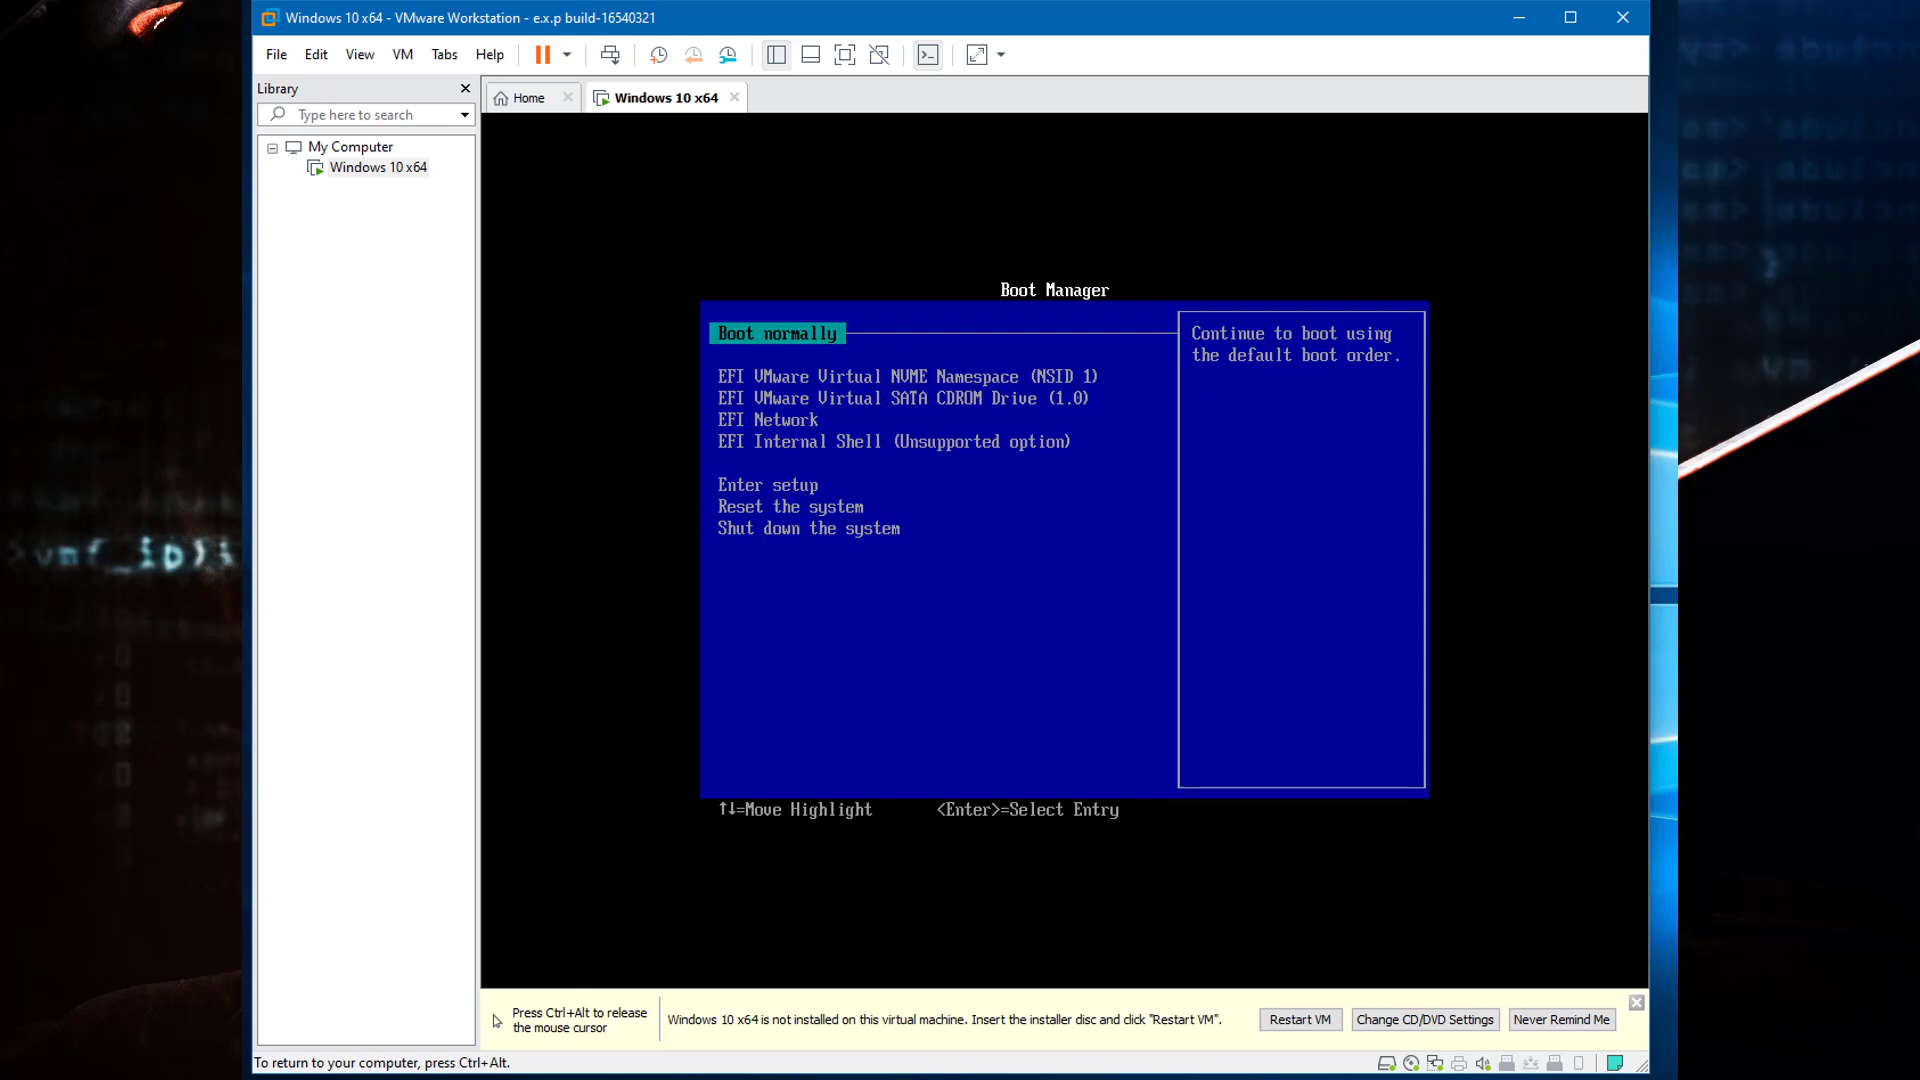 Windows 10 x64 - VMware Workstation - e.x.p build-16540321
File Edit View VM Tabs Help
Library
Type here to search
My Computer
Windows 10 x64
Home
Windows 10 x64
Boot Manager
Boot normally
EFI VMware Virtual NVME Namespace (NSID 1)
EFI VMware Virtual SATA CDROM Drive (1.0)
EFI Network
EFI Internal Shell (Unsupported option)
Enter setup
Reset the system
Shut down the system
Continue to boot using
the default boot order.
↑↓=Move Highlight <Enter>=Select Entry
Press Ctrl+Alt to release
the mouse cursor
Windows 10 x64 is not installed on this virtual machine. Insert the installer disc and click "Restart VM".
Restart VM
Change CD/DVD Settings
Never Remind Me
To return to your computer, press Ctrl+Alt.